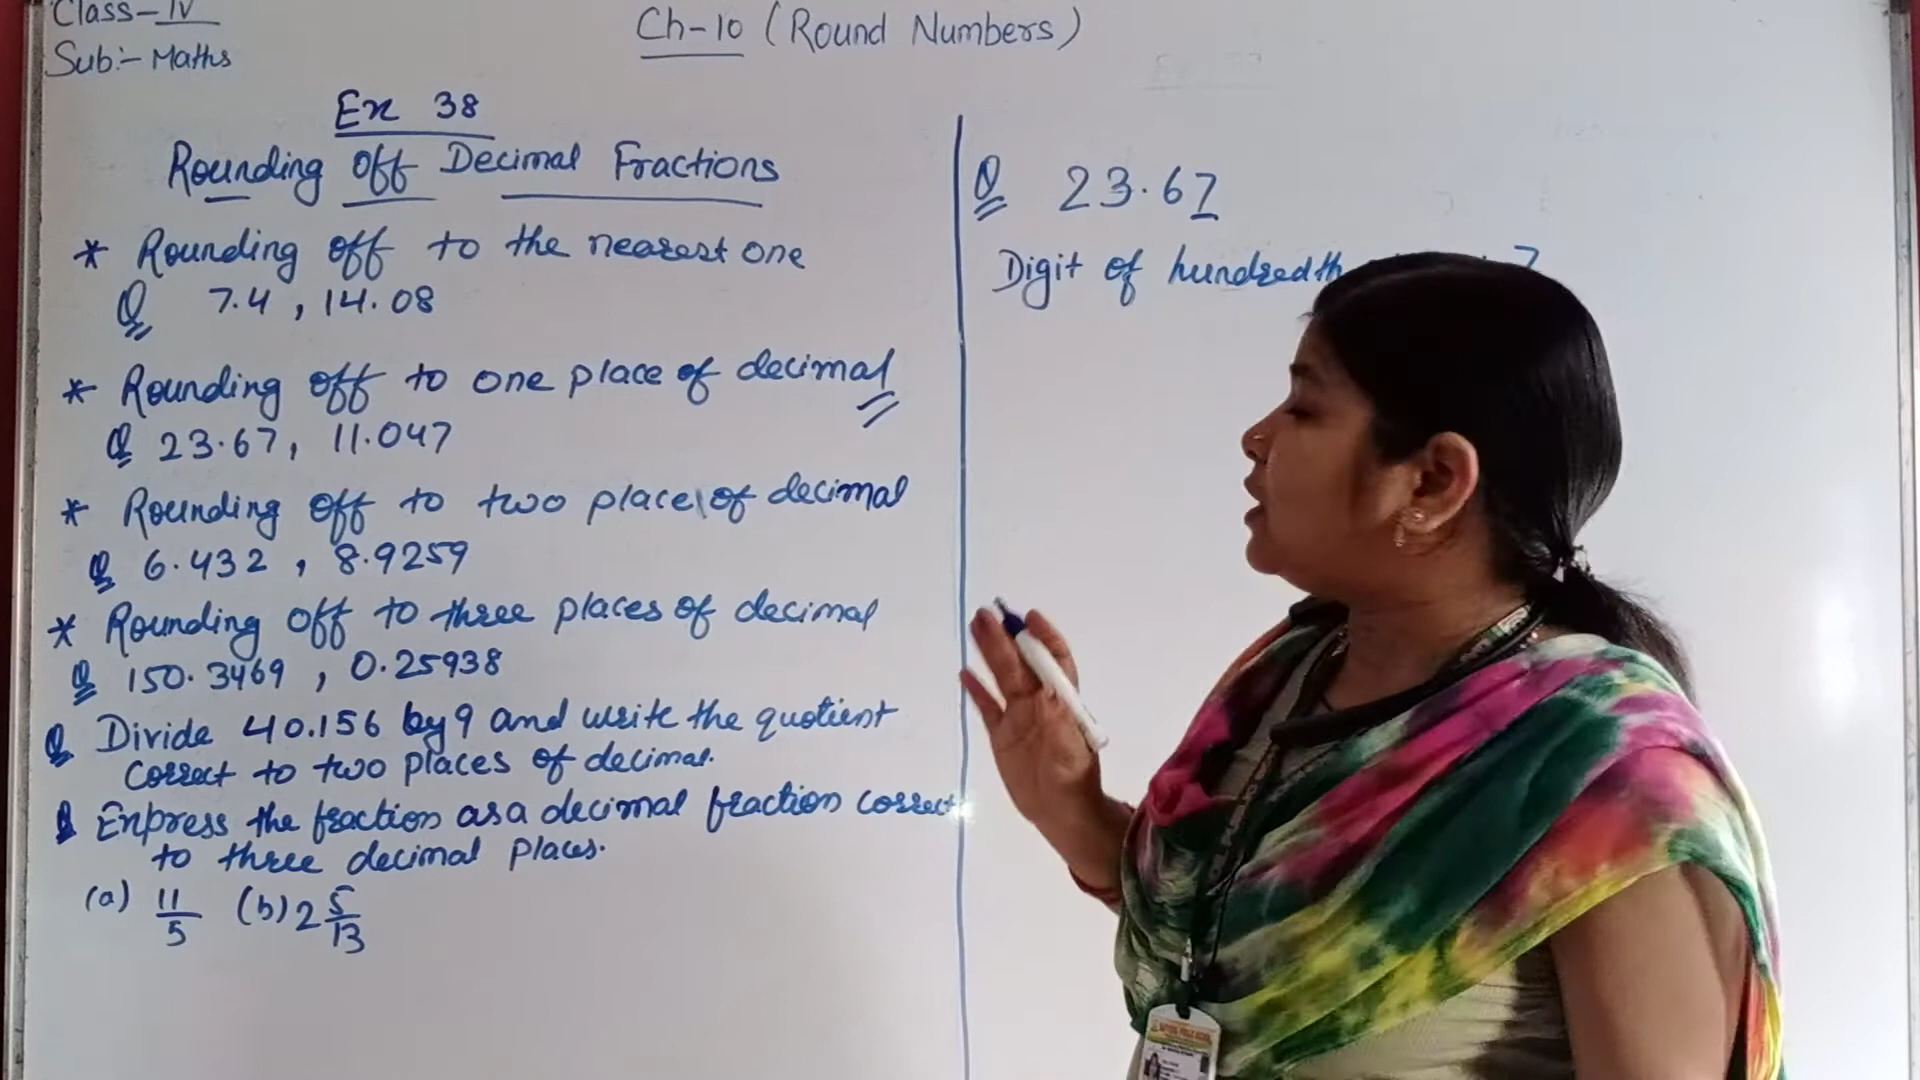 Class-IV
Sub:- Maths
Ch-10 (Round Numbers)
Ex 38
Rounding off Decimal Fractions
* Rounding off to the nearest one
Q 7.4, 14.08
* Rounding off to one place of decimal
Q 23.67, 11.047
* Rounding off to two place of decimal
Q 6.432, 8.9259
* Rounding off to three places of decimal
Q 150.3469, 0.25938
Q Divide 40.156 by 9 and write the quotient
correct to two places of decimal.
Q Express the fraction as a decimal fraction correct
to three decimal places.
(a) 11/5 (b) 2 5/13
Q 23.67
Digit of hundredth 7